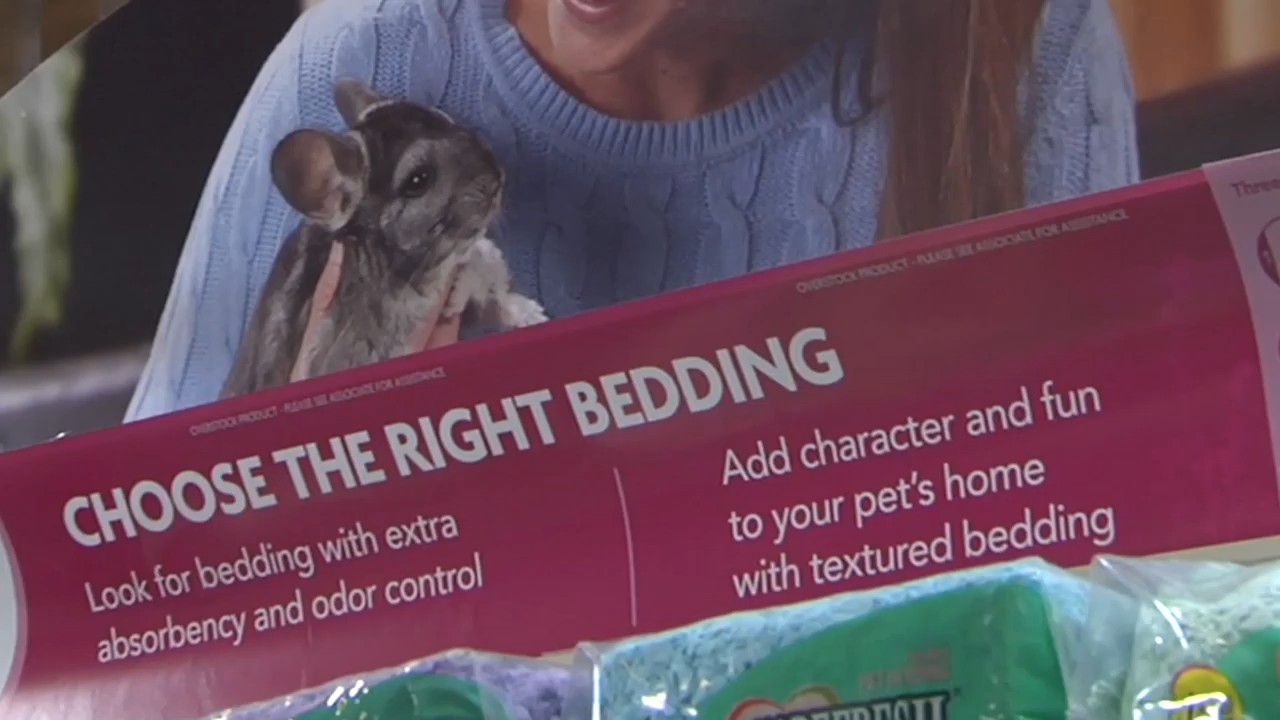 OVERSTOCK PRODUCT - PLEASE SEE ASSOCIATE FOR ASSISTANCE
OVERSTOCK PRODUCT - PLEASE SEE ASSOCIATE FOR ASSISTANCE
CHOOSE THE RIGHT BEDDING
Look for bedding with extra
absorbency and odor control
Add character and fun
to your pet's home
with textured bedding